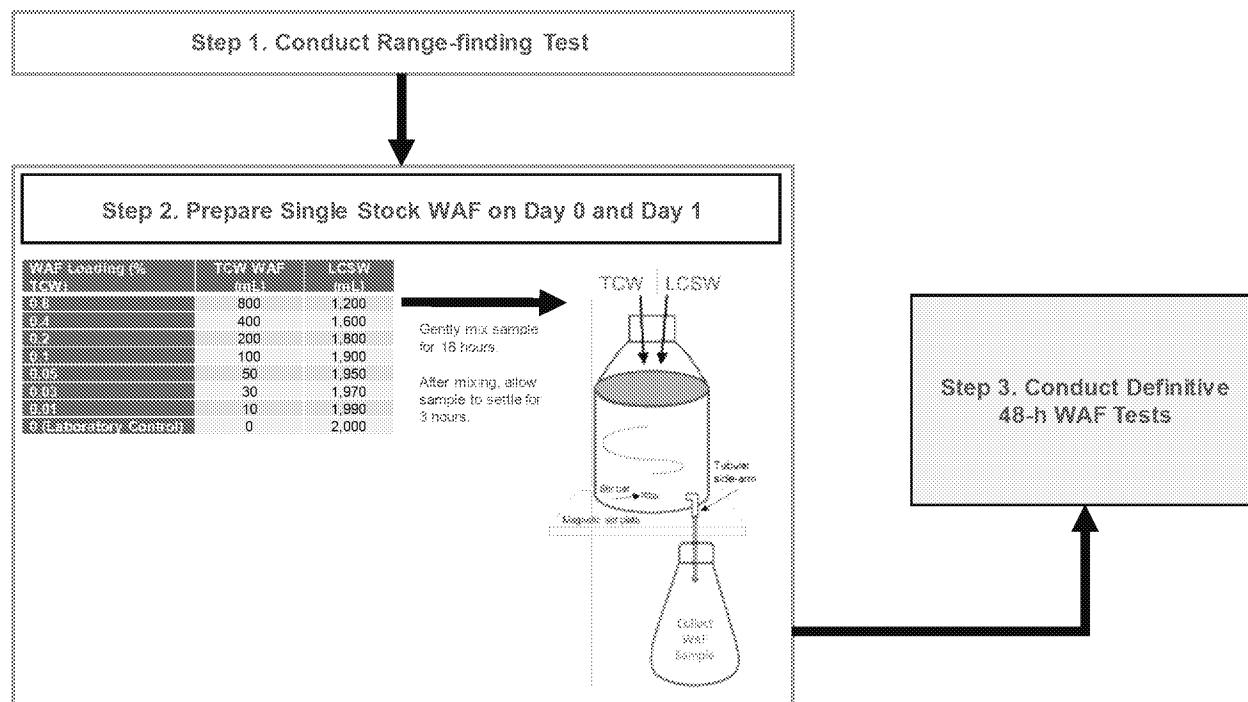 Step 1. Conduct Range-finding Test
Step 2. Prepare Single Stock WAF on Day 0 and Day 1
WAF Loading (% TCW WAF LCSW
TCW) (mL) (mL)
0.8 800 1,200
0.4 400 1,600
0.2 200 1,800
0.1 100 1,900
0.05 50 1,950
0.03 30 1,970
0.01 10 1,990
0 (Laboratory Control) 0 2,000
Gently mix sample
for 18 hours.
After mixing, allow
sample to settle for
3 hours.
TCW LCSW
Stir bar
Tubular
side-arm
Magnetic stir plate
Collect
WAF
Sample
Step 3. Conduct Definitive
48-h WAF Tests